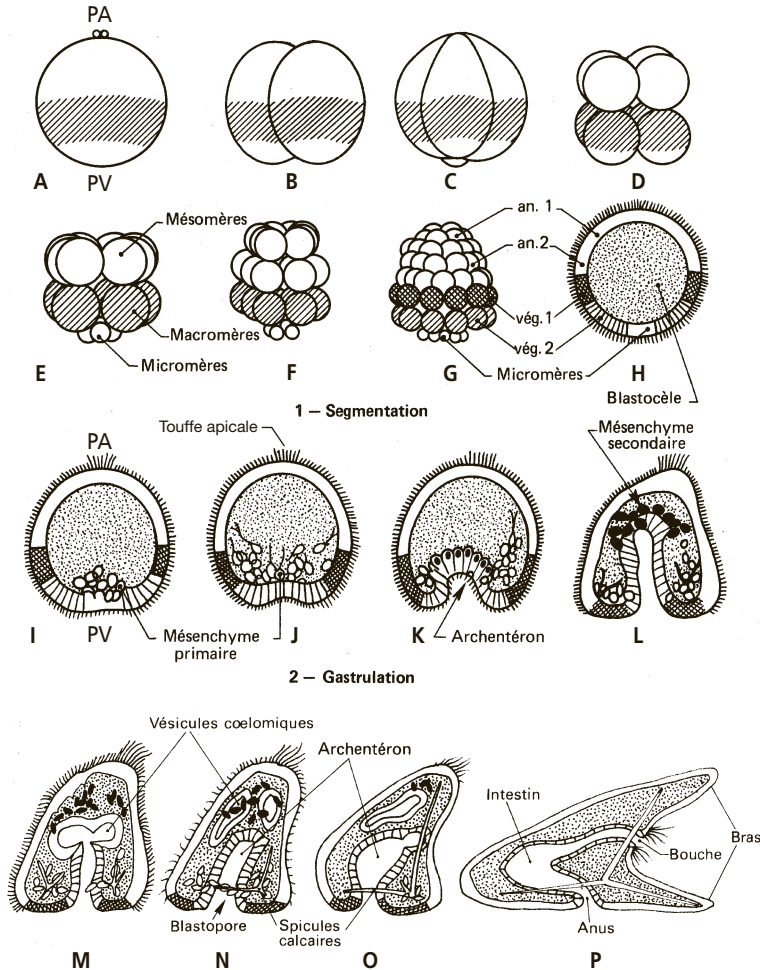 PA
PV
A
B
C
D
Mésomères
Macromères
Micromères
E
F
G
an. 1
an.2
vég.1
vég.2
Micromères
H
Blastocèle
1 – Segmentation
Touffe apicale
Mésenchyme
secondaire
PA
I
PV
Mésenchyme
primaire
J
K
Archentéron
L
2 – Gastrulation
Vésicules cœlomiques
Archentéron
Intestin
Bras
Bouche
Blastopore
Spicules
calcaires
Anus
M
N
O
P